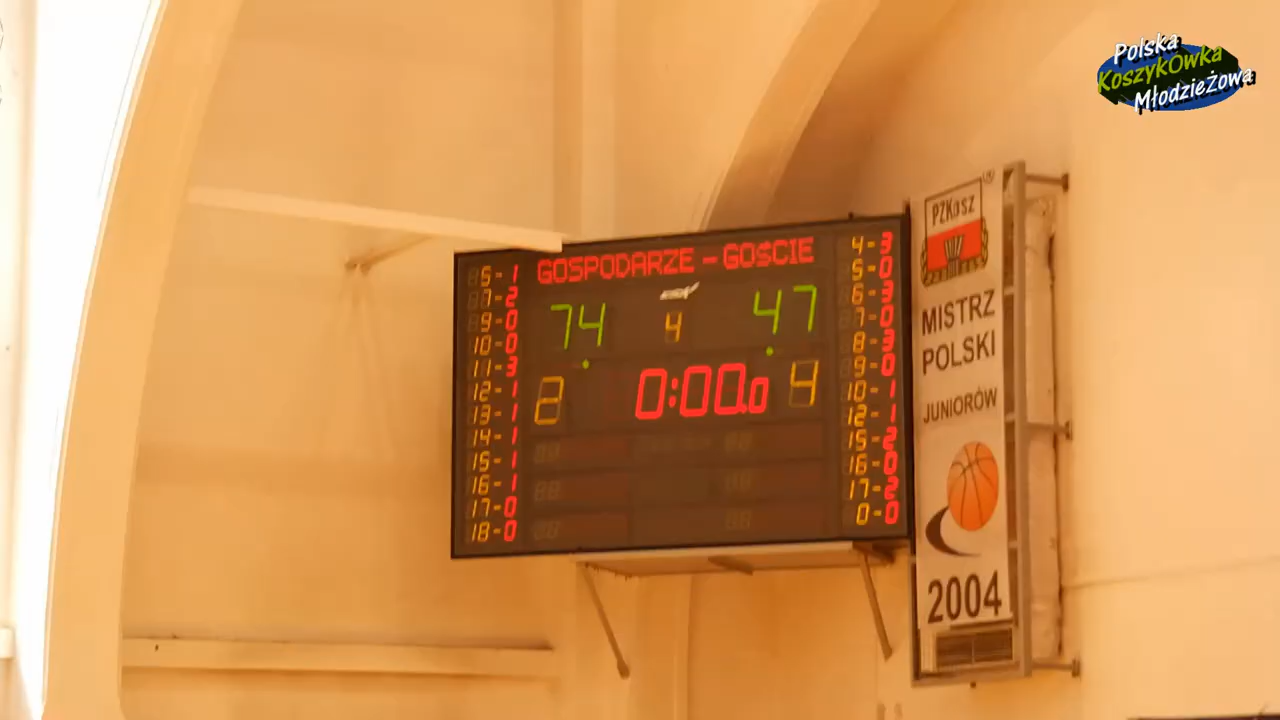 Polska
Koszykówka
Młodzieżowa
GOSPODARZE - GOŚCIE
74 4 47
2 0:00.0 4
5-1
7-2
9-0
10-0
11-3
12-1
13-1
14-1
15-1
16-1
17-0
18-0
4-3
5-0
6-3
7-0
8-3
9-0
10-1
12-1
15-2
16-0
17-2
0-0
PZKosz
MISTRZ
POLSKI
JUNIORÓW
2004